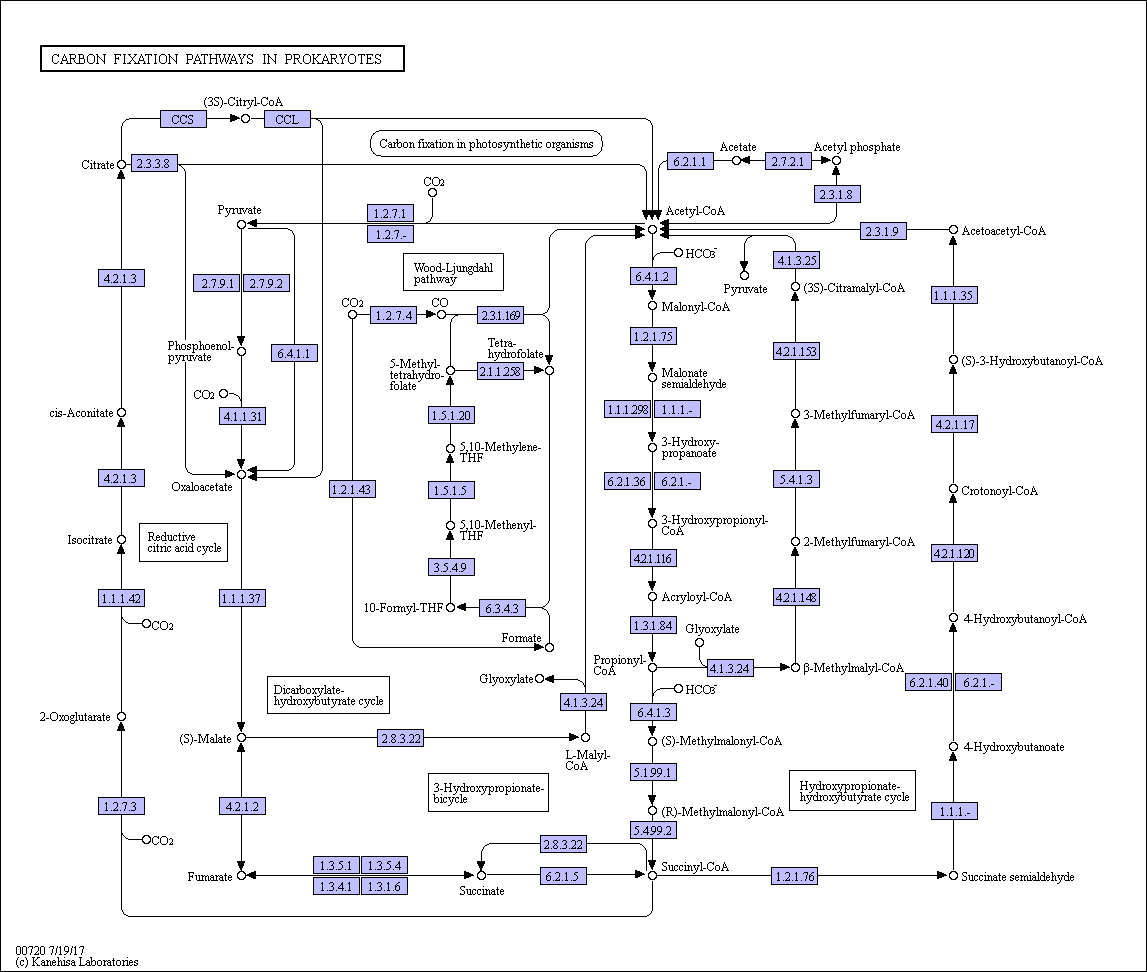 CARBON FIXATION PATHWAYS IN PROKARYOTES
(3S)-Citryl-CoA
CCS
CCL
Carbon fixation in photosynthetic organisms
Citrate
2.3.3.8
6.2.1.1
Acetate
2.7.2.1
Acetyl phosphate
2.3.1.8
CO2
Pyruvate
1.2.7.1
1.2.7.-
Acetyl-CoA
2.3.1.9
Acetoacetyl-CoA
HCO3-
4.2.1.3
2.7.9.1
2.7.9.2
Wood-Ljungdahl
pathway
6.4.1.2
Pyruvate
4.1.3.25
(3S)-Citramalyl-CoA
1.1.1.35
CO2
1.2.7.4
CO
2.3.1.169
Malonyl-CoA
1.2.1.75
Phosphoenol-
pyruvate
6.4.1.1
Tetra-
hydrofolate
5-Methyl-
tetrahydro-
folate
2.1.1.258
4.2.1.153
(S)-3-Hydroxybutanoyl-CoA
Malonate
semialdehyde
CO2
4.1.1.31
cis-Aconitate
1.5.1.20
1.1.1.298
1.1.1.-
3-Methylfumaryl-CoA
4.2.1.17
5,10-Methylene-
THF
3-Hydroxy-
propanoate
4.2.1.3
Oxaloacetate
1.2.1.43
1.5.1.5
6.2.1.36
6.2.1.-
5.4.1.3
Crotonoyl-CoA
Isocitrate
Reductive
citric acid cycle
5,10-Methenyl-
THF
3-Hydroxypropionyl-
CoA
2-Methylfumaryl-CoA
3.5.4.9
4.2.1.116
4.2.1.120
1.1.1.42
1.1.1.37
10-Formyl-THF
6.3.4.3
Acryloyl-CoA
4.2.1.148
CO2
1.3.1.84
Glyoxylate
4-Hydroxybutanoyl-CoA
Formate
Propionyl-
CoA
4.1.3.24
β-Methylmalyl-CoA
Glyoxylate
HCO3-
6.2.1.40
6.2.1.-
Dicarboxylate-
hydroxybutyrate cycle
4.1.3.24
6.4.1.3
2-Oxoglutarate
(S)-Malate
2.8.3.22
L-Malyl-
CoA
(S)-Methylmalonyl-CoA
4-Hydroxybutanoate
5.1.99.1
3-Hydroxypropionate-
bicycle
Hydroxypropionate-
hydroxybutyrate cycle
1.2.7.3
4.2.1.2
(R)-Methylmalonyl-CoA
1.1.1.-
CO2
5.4.99.2
2.8.3.22
1.3.5.1
1.3.5.4
Fumarate
1.3.4.1
1.3.1.6
Succinate
6.2.1.5
Succinyl-CoA
1.2.1.76
Succinate semialdehyde
00720 7/19/17
(c) Kanehisa Laboratories